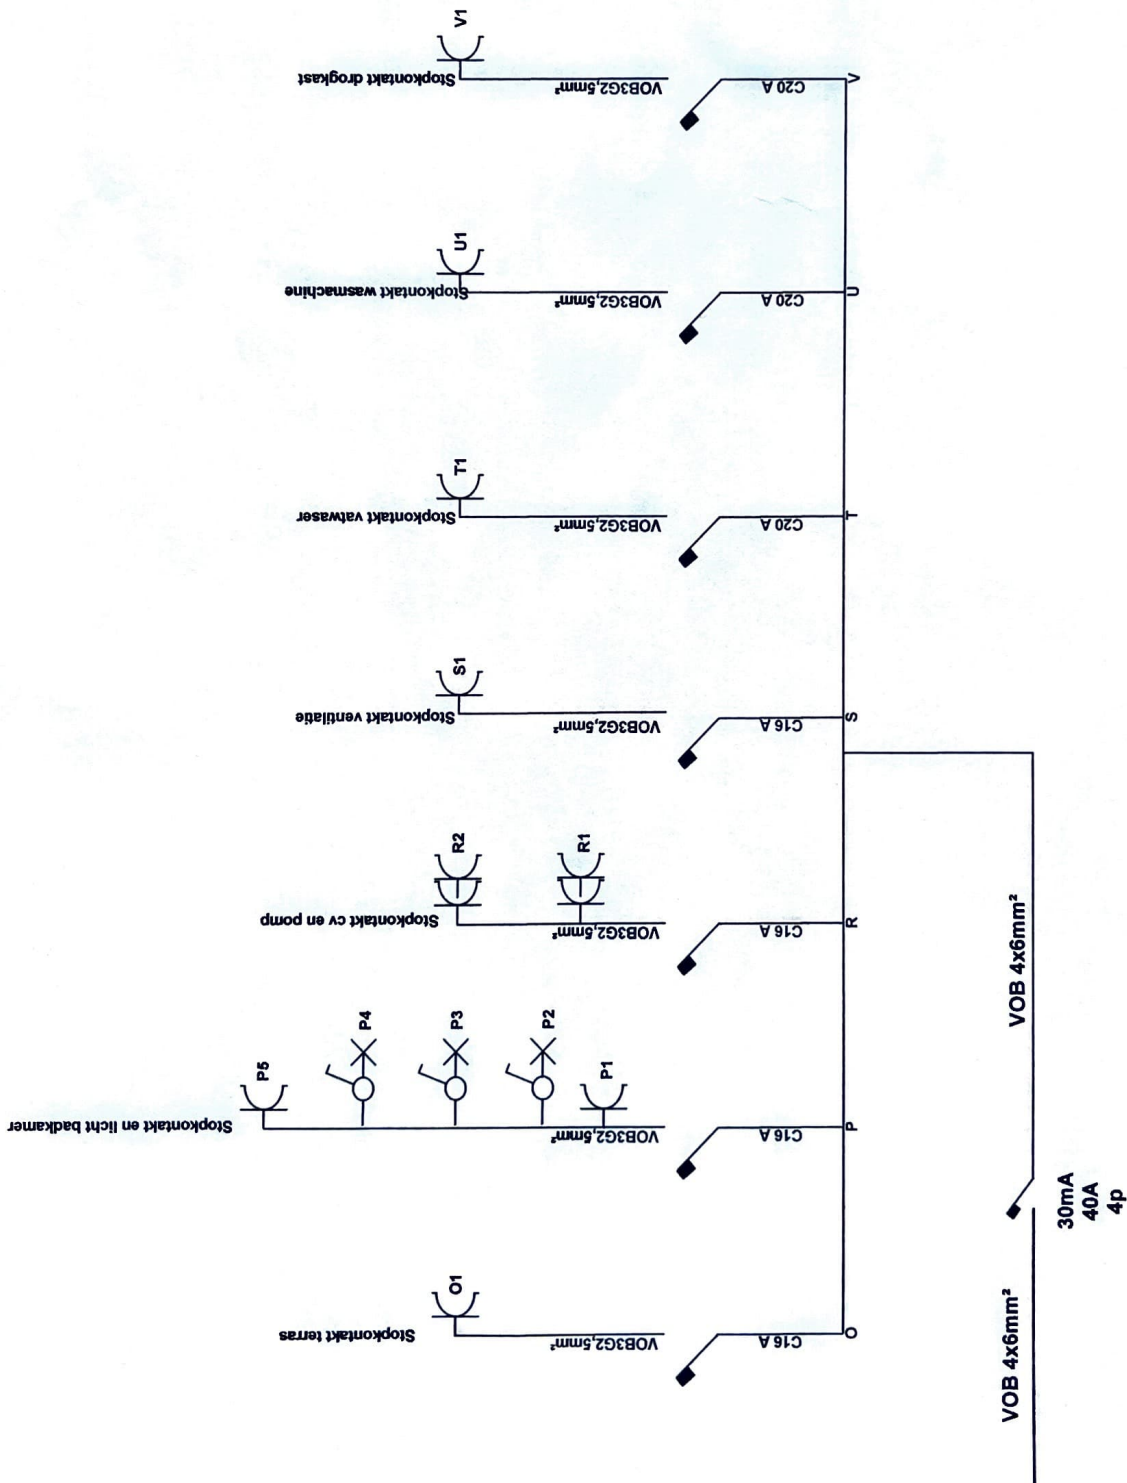 V1
Stopkontakt drogkast
VOB3G2,5mm²
C20 A
V
U1
Stopkontakt wasmachine
VOB3G2,5mm²
C20 A
U
T1
Stopkontakt vatwaser
VOB3G2,5mm²
C20 A
T
S1
Stopkontakt ventilatie
VOB3G2,5mm²
C16 A
S
R2
R1
Stopkontakt cv en pomp
VOB3G2,5mm²
C16 A
R
P5
P4
P3
P2
P1
Stopkontakt en licht badkamer
VOB3G2,5mm²
C16 A
P
O1
Stopkontakt terras
VOB3G2,5mm²
C16 A
O
VOB 4x6mm²
30mA
40A
4p
VOB 4x6mm²